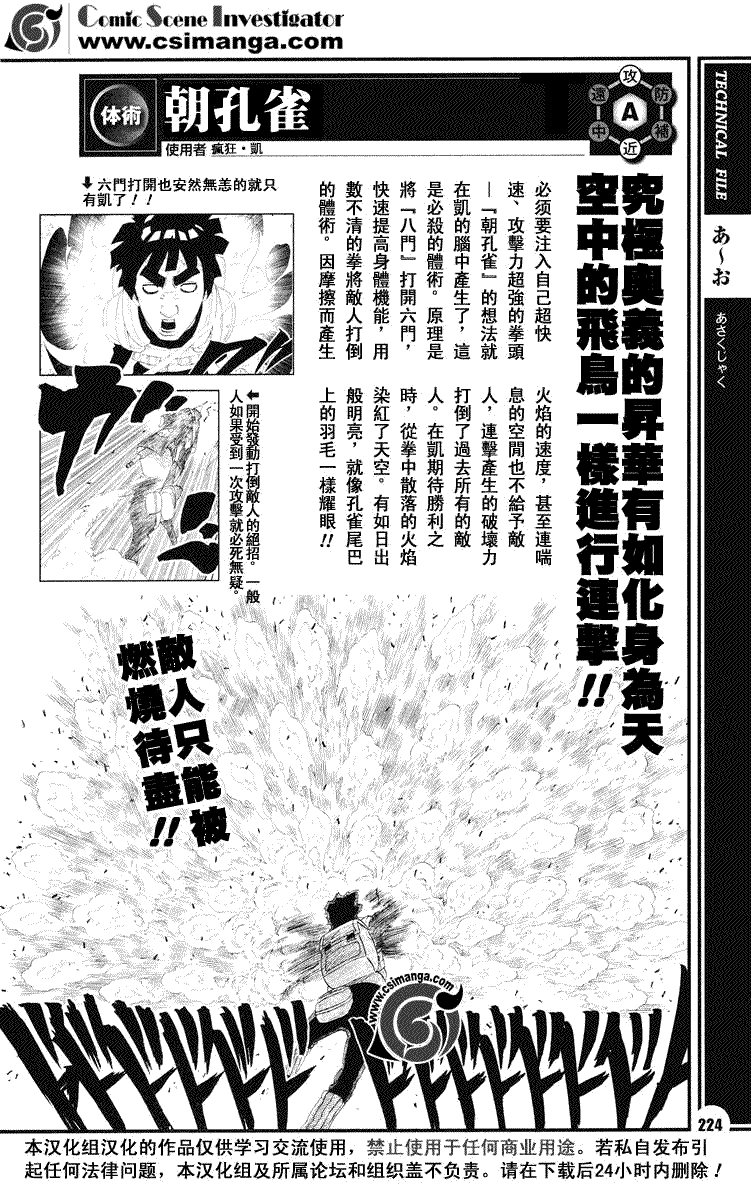 Comic Scene Investigator
www.csimanga.com
体術
朝孔雀
使用者 瘋狂・凱
攻
防
補
近
中
遠
A
TECHNICAL FILE
あ～お
あさくじゃく
究極奥義的昇華有如化身為天
空中的飛鳥一樣進行連擊!!
必须要注入自己超快
速、攻擊力超強的拳頭
—『朝孔雀』的想法就
在凱的腦中產生了，這
是必殺的體術。原理是
將『八門』打開六門，
快速提高身體機能，用
數不清的拳將敵人打倒
的體術。因摩擦而產生
火焰的速度，甚至連喘
息的空間也不給予敵
人，連擊產生的破壞力
打倒了過去所有的敵
人。在凱期待勝利之
時，從拳中散落的火焰
染紅了天空。有如日出
般明亮，就像孔雀尾巴
上的羽毛一樣耀眼!!
⬇六門打開也安然無恙的就只
有凱了！！
⬅開始發動打倒敵人的絕招。一般
人如果受到一次攻擊就必死無疑。
敵人只能被
燃燒待盡!!
www.csimanga.com
224
本汉化组汉化的作品仅供学习交流使用，禁止使用于任何商业用途。若私自发布引
起任何法律问题，本汉化组及所属论坛和组织盖不负责。请在下载后24小时内删除！